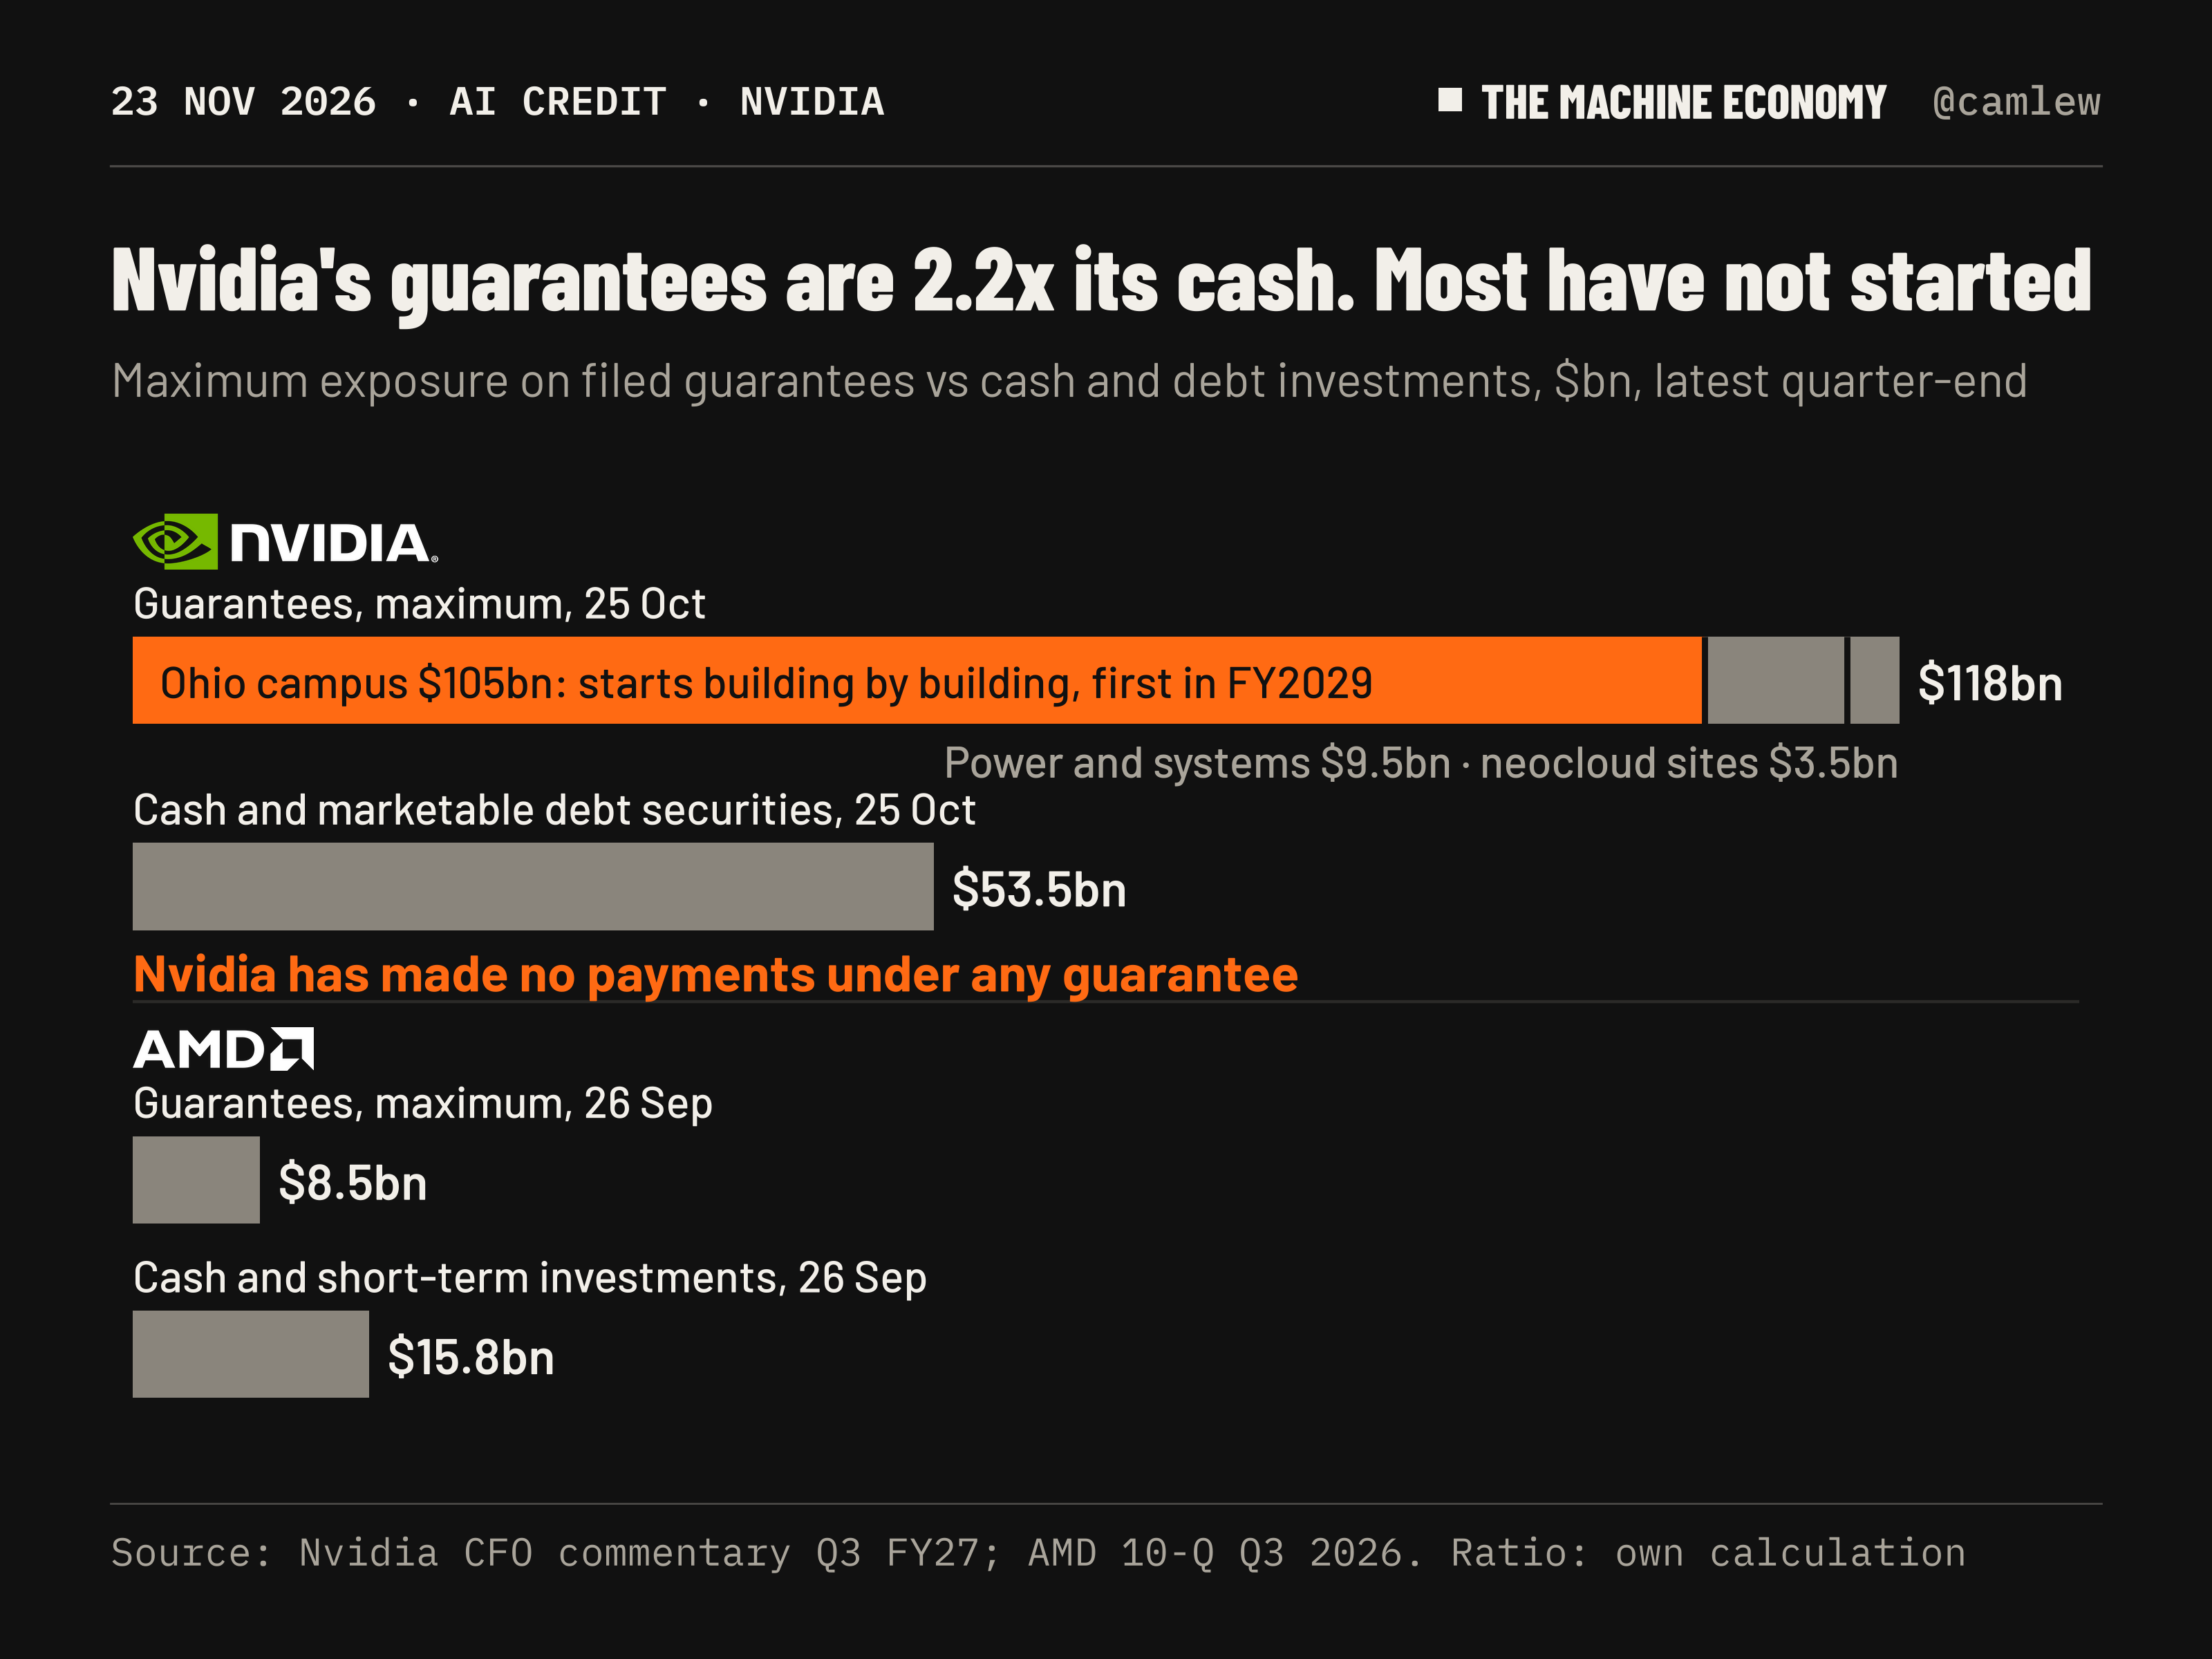 23 NOV 2026 · AI CREDIT · NVIDIA
THE MACHINE ECONOMY @camlew
Nvidia's guarantees are 2.2x its cash. Most have not started
Maximum exposure on filed guarantees vs cash and debt investments, $bn, latest quarter-end
NVIDIA®
Guarantees, maximum, 25 Oct
Ohio campus $105bn: starts building by building, first in FY2029
$118bn
Power and systems $9.5bn · neocloud sites $3.5bn
Cash and marketable debt securities, 25 Oct
$53.5bn
Nvidia has made no payments under any guarantee
AMD
Guarantees, maximum, 26 Sep
$8.5bn
Cash and short-term investments, 26 Sep
$15.8bn
Source: Nvidia CFO commentary Q3 FY27; AMD 10-Q Q3 2026. Ratio: own calculation